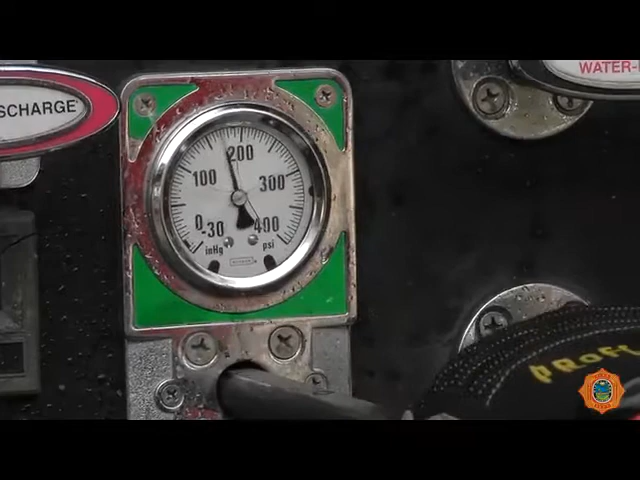 SCHARGE
WATER-
200
100
300
0
-30
400
inHg
psi
PROFT